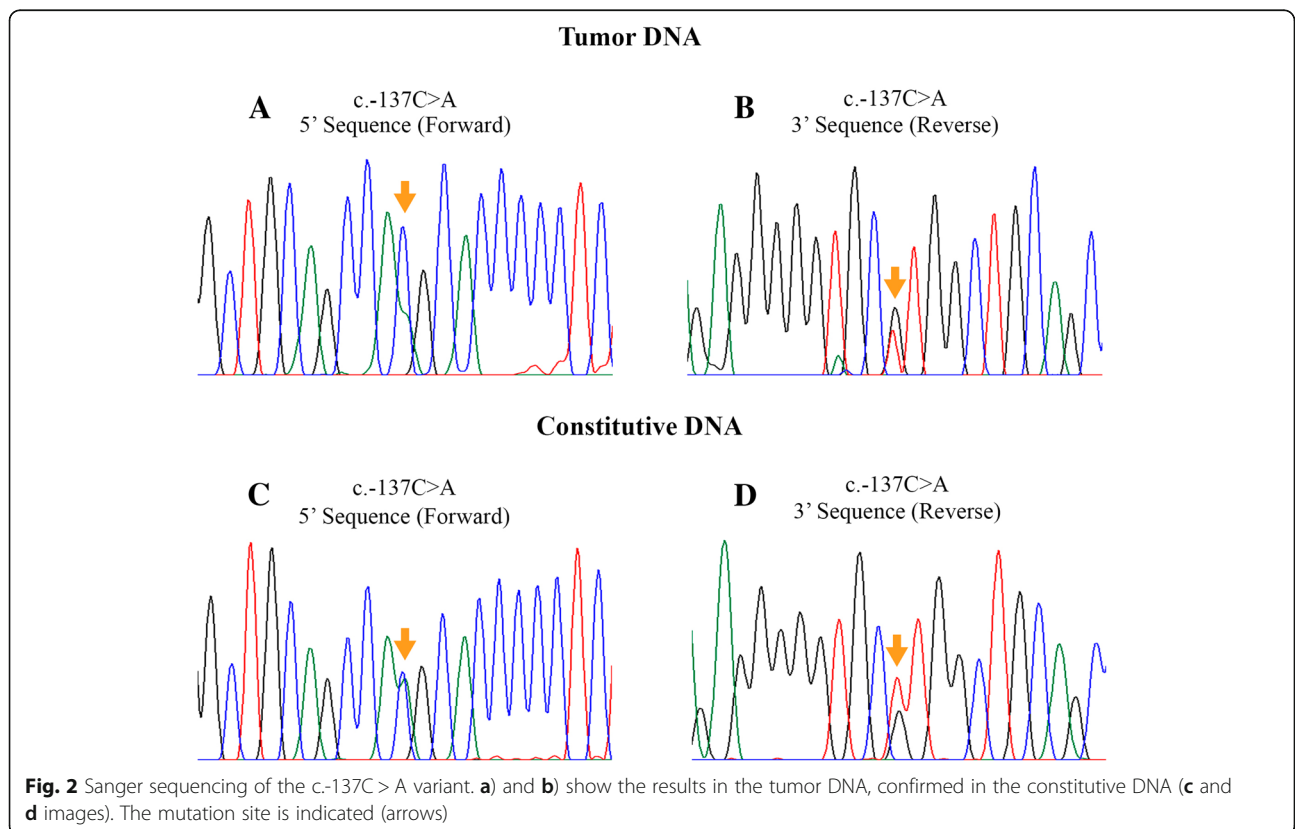 Tumor DNA
A
c.-137C>A
5' Sequence (Forward)
B
c.-137C>A
3' Sequence (Reverse)
Constitutive DNA
C
c.-137C>A
5' Sequence (Forward)
D
c.-137C>A
3' Sequence (Reverse)
Fig. 2 Sanger sequencing of the c.-137C > A variant. a) and b) show the results in the tumor DNA, confirmed in the constitutive DNA (c and
d images). The mutation site is indicated (arrows)